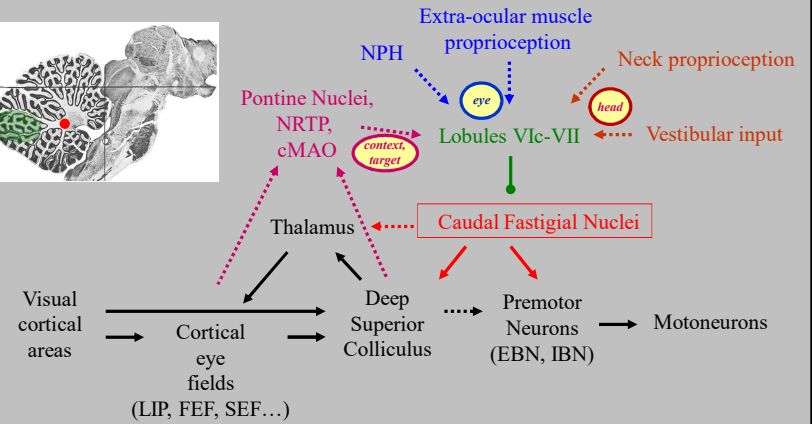 Extra-ocular muscle
proprioception
NPH
Neck proprioception
eye
head
Pontine Nuclei,
NRTP,
cMAO
context,
target
Lobules VIc-VII
Vestibular input
Thalamus
Caudal Fastigial Nuclei
Visual
cortical
areas
Cortical
eye
fields
(LIP, FEF, SEF…)
Deep
Superior
Colliculus
Premotor
Neurons
(EBN, IBN)
Motoneurons